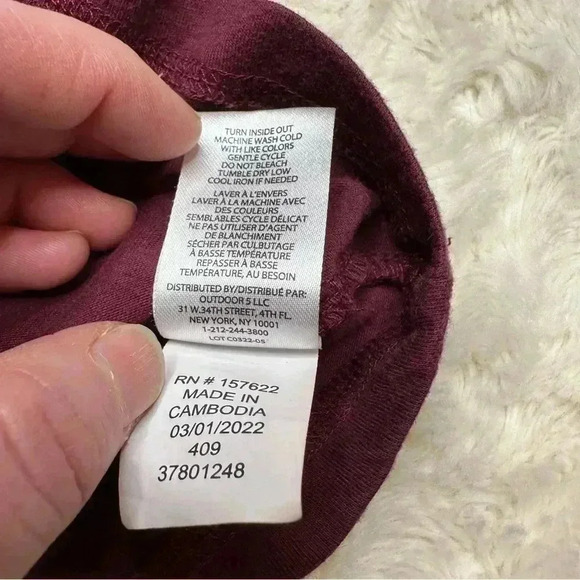 TURN INSIDE OUT
MACHINE WASH COLD
WITH LIKE COLORS
GENTLE CYCLE
DO NOT BLEACH
TUMBLE DRY LOW
COOL IRON IF NEEDED
LAVER À L'ENVERS
LAVER À LA MACHINE AVEC
DES COULEURS
SEMBLABLES CYCLE DÉLICAT
NE PAS UTILISER D'AGENT
DE BLANCHIMENT
SÉCHER PAR CULBUTAGE
À BASSE TEMPÉRATURE
REPASSER À BASSE
TEMPÉRATURE, AU BESOIN
DISTRIBUTED BY/DISTRIBUÉ PAR:
OUTDOOR 5 LLC
31 W.34TH STREET, 4TH FL.
NEW YORK, NY 10001
1-212-244-3800
LOT C0322-05
RN # 157622
MADE IN
CAMBODIA
03/01/2022
409
37801248